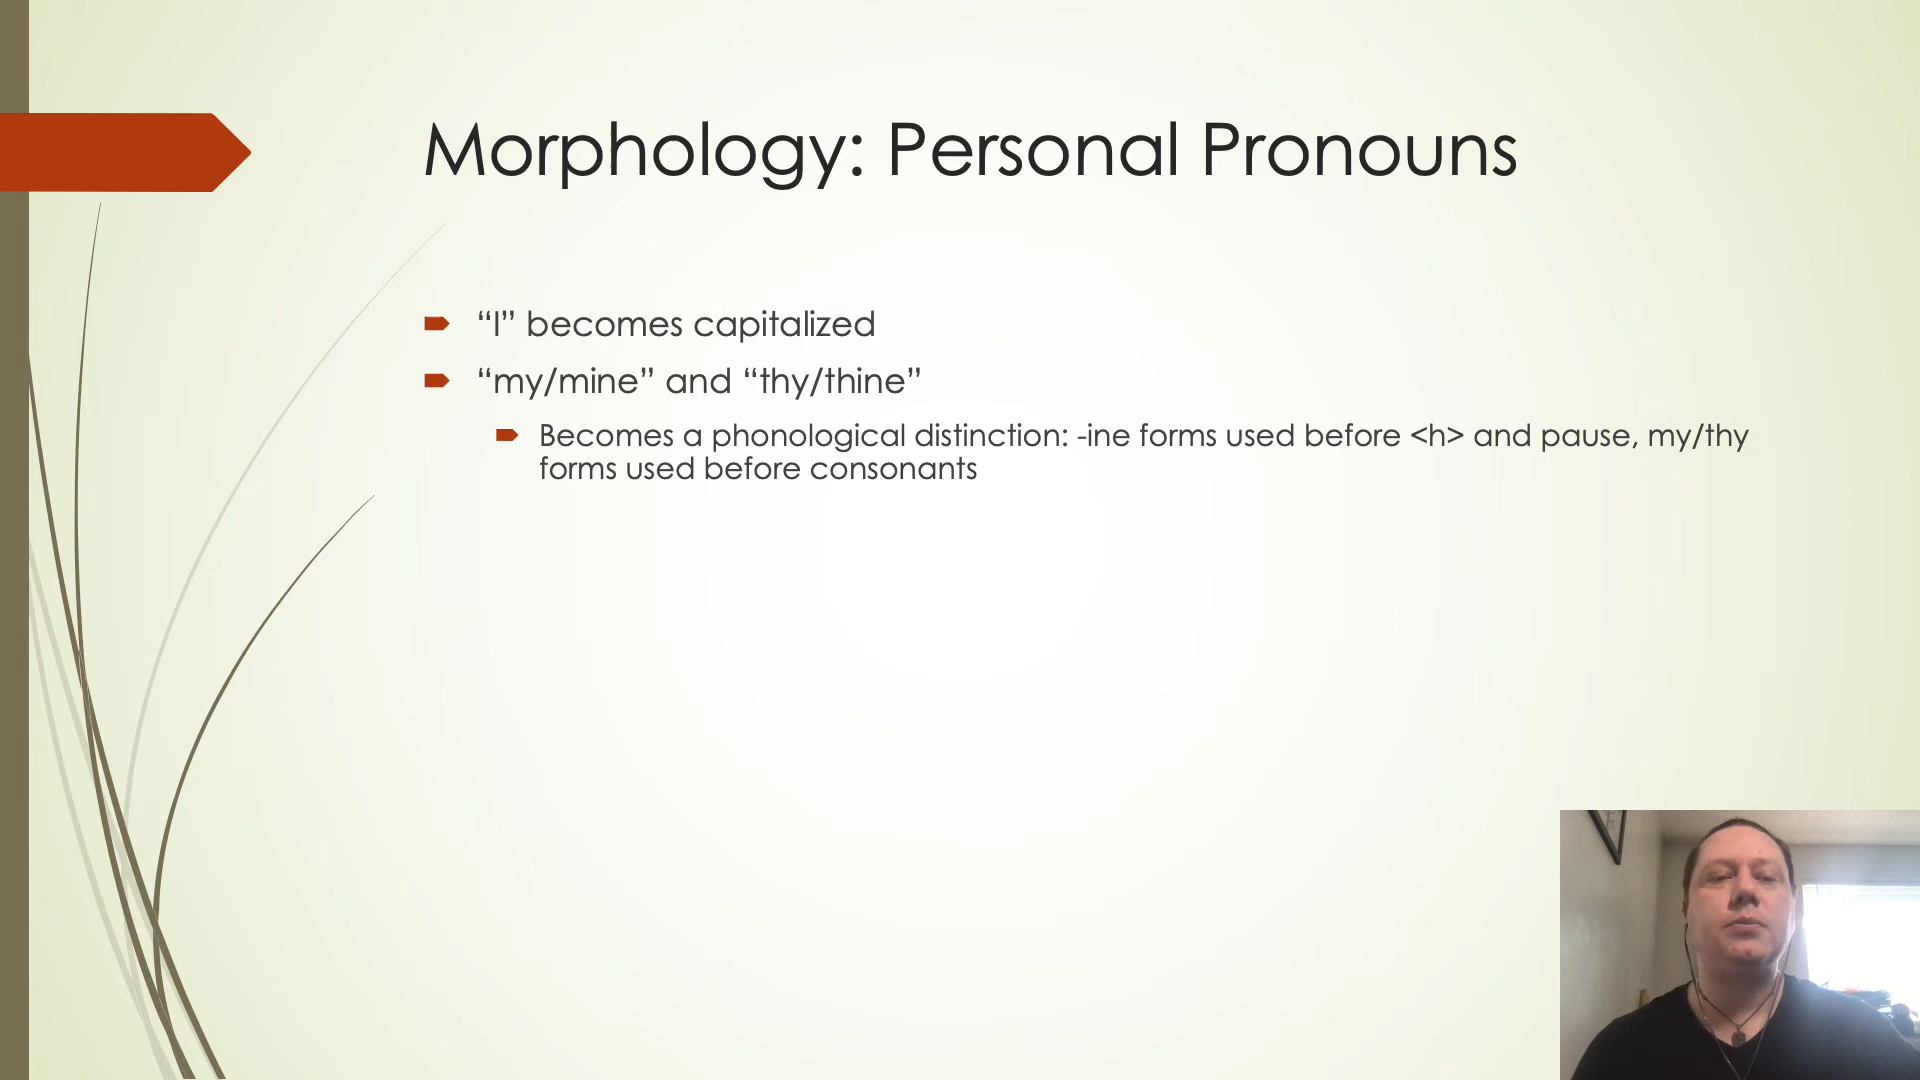 Morphology: Personal Pronouns
“I” becomes capitalized
“my/mine” and “thy/thine”
Becomes a phonological distinction: -ine forms used before <h> and pause, my/thy
forms used before consonants